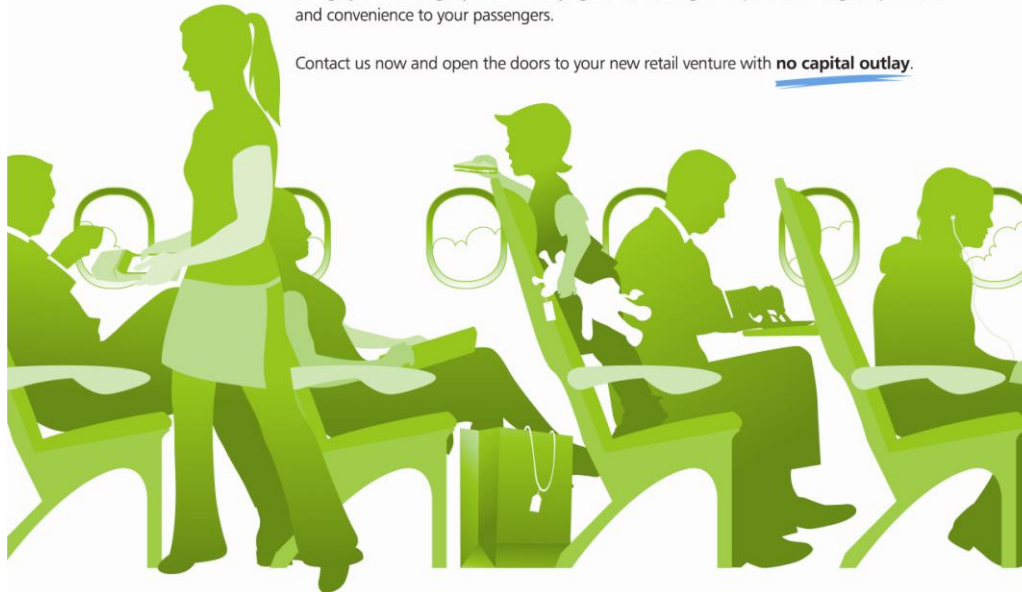 and convenience to your passengers.
Contact us now and open the doors to your new retail venture with no capital outlay.